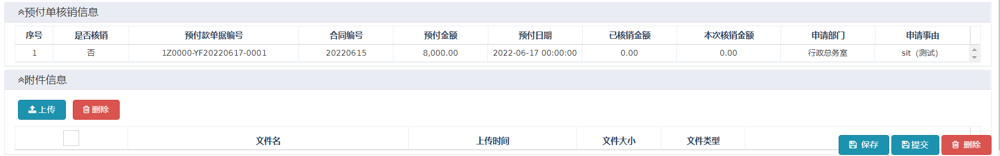 预付单核销信息
序号 是否核销 预付款单据编号 合同编号 预付金额 预付日期 已核销金额 本次核销金额 申请部门 申请事由
1 否 1Z0000-YF20220617-0001 20220615 8,000.00 2022-06-17 00:00:00 0.00 0.00 行政总务室 sit（测试）
附件信息
上传 删除
文件名 上传时间 文件大小 文件类型
保存 提交 删除